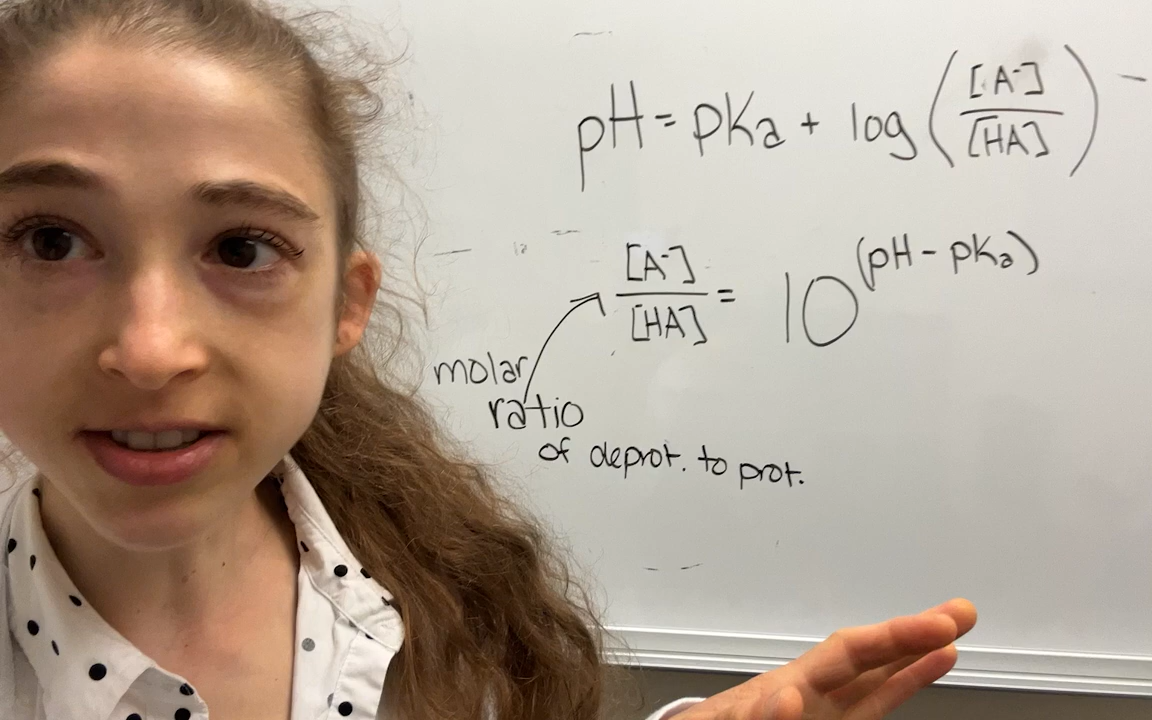 pH = pKa + log ([A-]/[HA])
[A-]/[HA] = 10^(pH - pKa)
molar
ratio
of deprot. to prot.